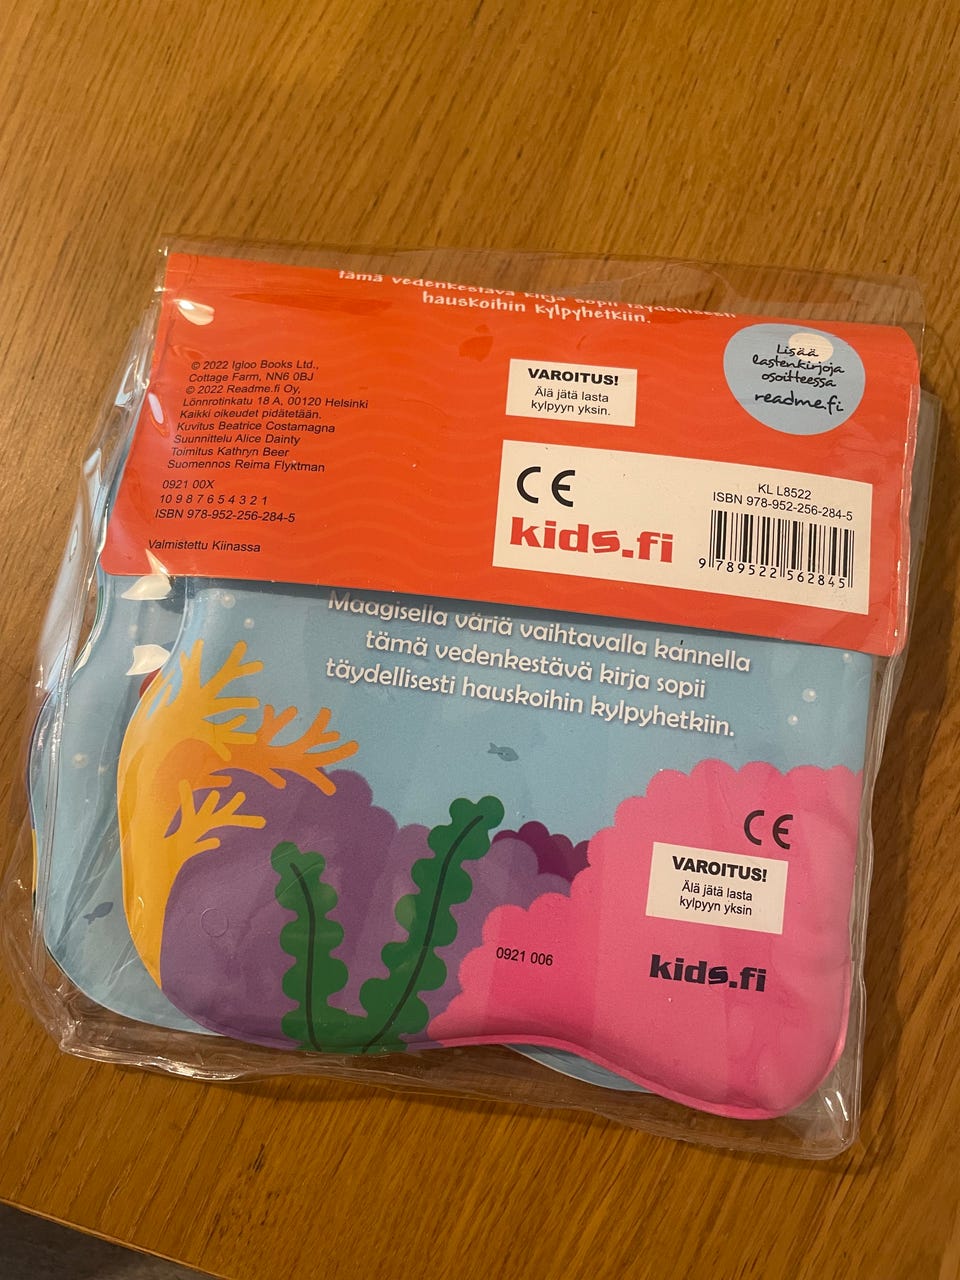 tämä vedenkestävä kirja sopii täydellisesti
hauskoihin kylpyhetkiin.
© 2022 Igloo Books Ltd.,
Cottage Farm, NN6 0BJ
© 2022 Readme.fi Oy,
Lönnrotinkatu 18 A, 00120 Helsinki
Kaikki oikeudet pidätetään.
Kuvitus Beatrice Costamagna
Suunnittelu Alice Dainty
Toimitus Kathryn Beer
Suomennos Reima Flyktman
0921 00X
10 9 8 7 6 5 4 3 2 1
ISBN 978-952-256-284-5
Valmistettu Kiinassa
VAROITUS!
Älä jätä lasta
kylpyyn yksin.
Lisää
lastenkirjoja
osoitteessa
readme.fi
CE
kids.fi
KL L8522
ISBN 978-952-256-284-5
9 789522 562845
Maagisella väriä vaihtavalla kannella
tämä vedenkestävä kirja sopii
täydellisesti hauskoihin kylpyhetkiin.
CE
VAROITUS!
Älä jätä lasta
kylpyyn yksin
0921 006
kids.fi